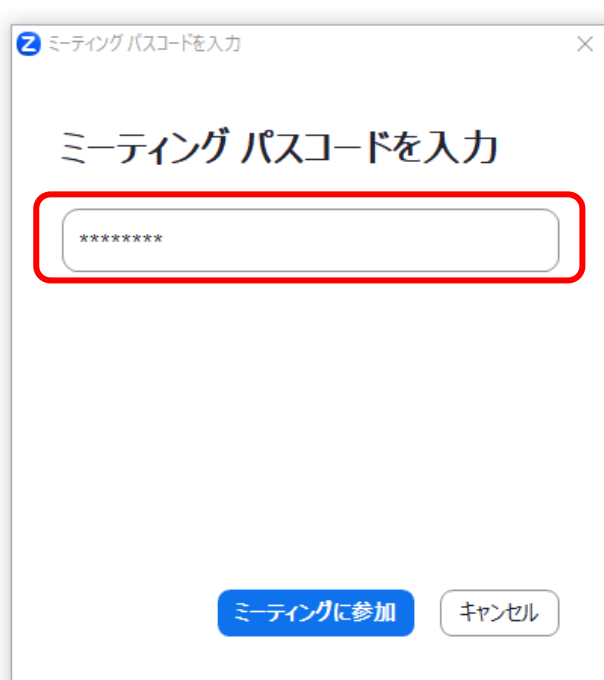 Z ミーティング パスコードを入力
ミーティング パスコードを入力
********
ミーティングに参加 キャンセル